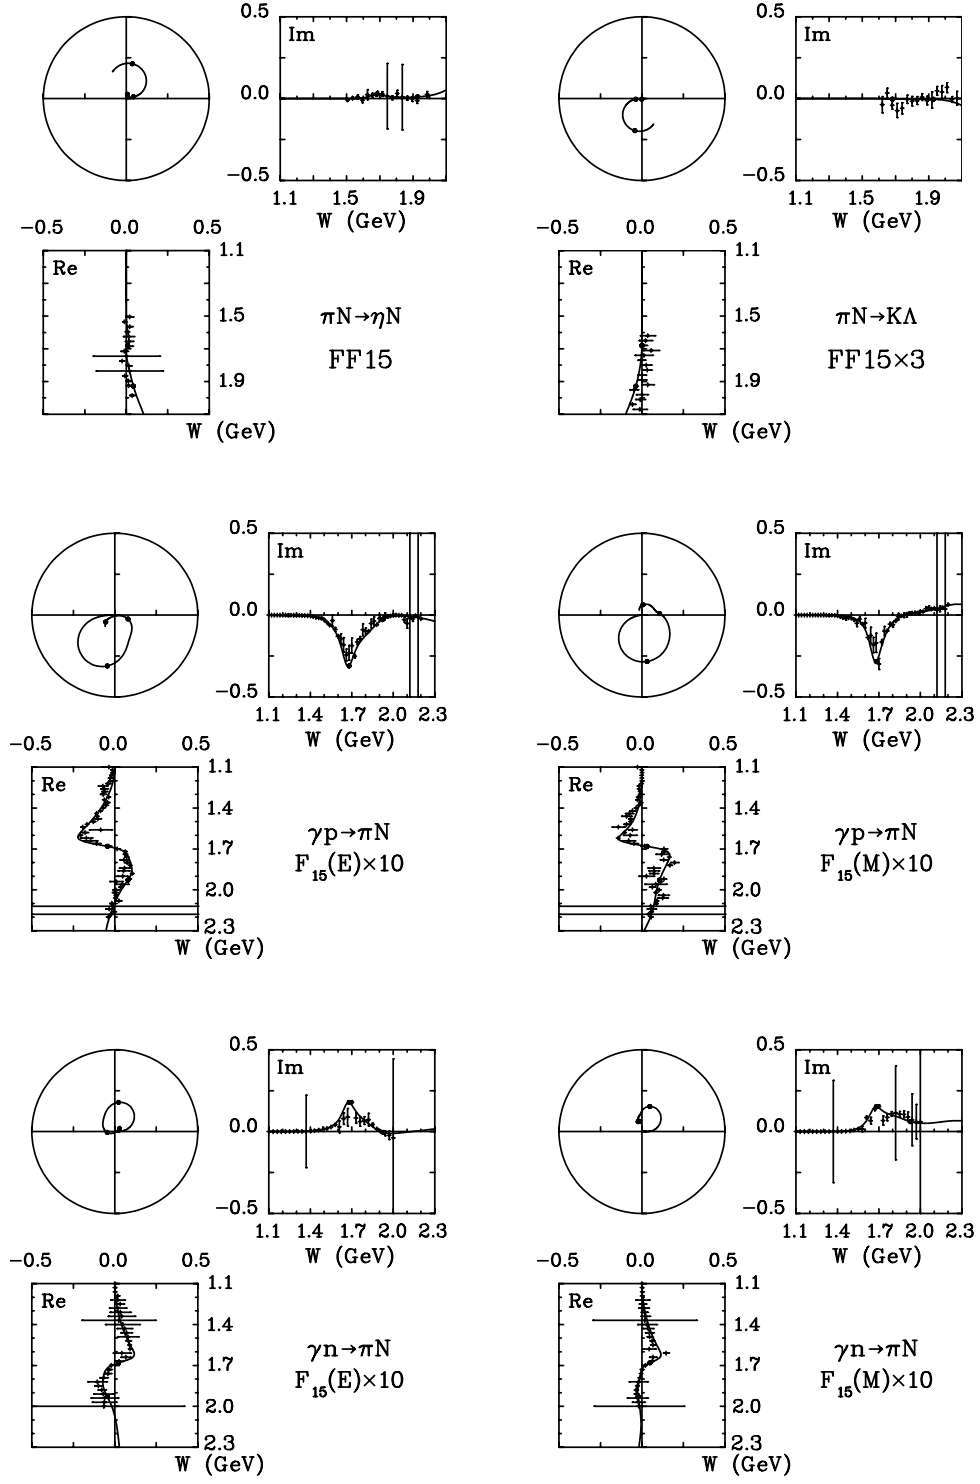 0.5 Im 0.0 −0.5
1.1 1.5 1.9
W (GeV)
−0.5 0.0 0.5
Re 1.1 1.5 1.9
W (GeV)
πN→ηN
FF15
0.5 Im 0.0 −0.5
1.1 1.5 1.9
W (GeV)
−0.5 0.0 0.5
Re 1.1 1.5 1.9
W (GeV)
πN→KΛ
FF15×3
0.5 Im 0.0 −0.5
1.1 1.4 1.7 2.0 2.3
W (GeV)
−0.5 0.0 0.5
Re 1.1 1.4 1.7 2.0 2.3
W (GeV)
γp→πN
F₁₅(E)×10
0.5 Im 0.0 −0.5
1.1 1.4 1.7 2.0 2.3
W (GeV)
−0.5 0.0 0.5
Re 1.1 1.4 1.7 2.0 2.3
W (GeV)
γp→πN
F₁₅(M)×10
0.5 Im 0.0 −0.5
1.1 1.4 1.7 2.0 2.3
W (GeV)
−0.5 0.0 0.5
Re 1.1 1.4 1.7 2.0 2.3
W (GeV)
γn→πN
F₁₅(E)×10
0.5 Im 0.0 −0.5
1.1 1.4 1.7 2.0 2.3
W (GeV)
−0.5 0.0 0.5
Re 1.1 1.4 1.7 2.0 2.3
W (GeV)
γn→πN
F₁₅(M)×10